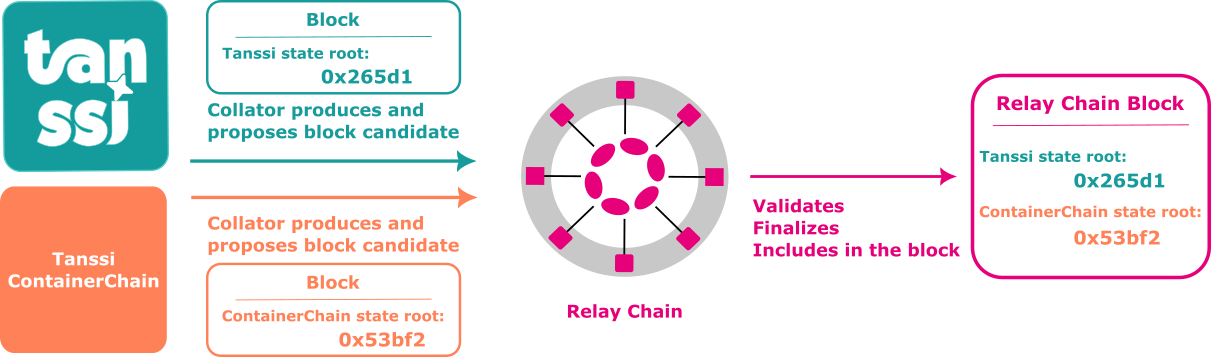 tan
ssi
Block
Tanssi state root:
0x265d1
Collator produces and
proposes block candidate
Tanssi
ContainerChain
Collator produces and
proposes block candidate
Block
ContainerChain state root:
0x53bf2
Relay Chain
Validates
Finalizes
Includes in the block
Relay Chain Block
Tanssi state root:
0x265d1
ContainerChain state root:
0x53bf2